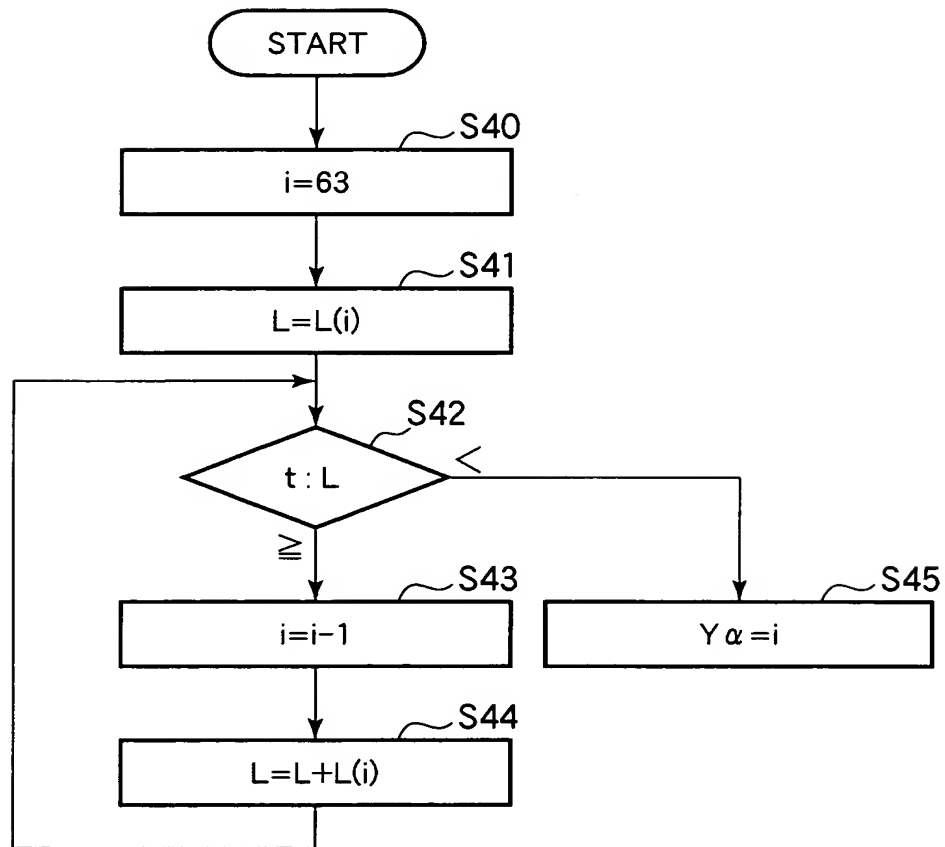 START
S40
i=63
S41
L=L(i)
S42
t : L
<
≧
S43
i=i-1
S45
Yα=i
S44
L=L+L(i)